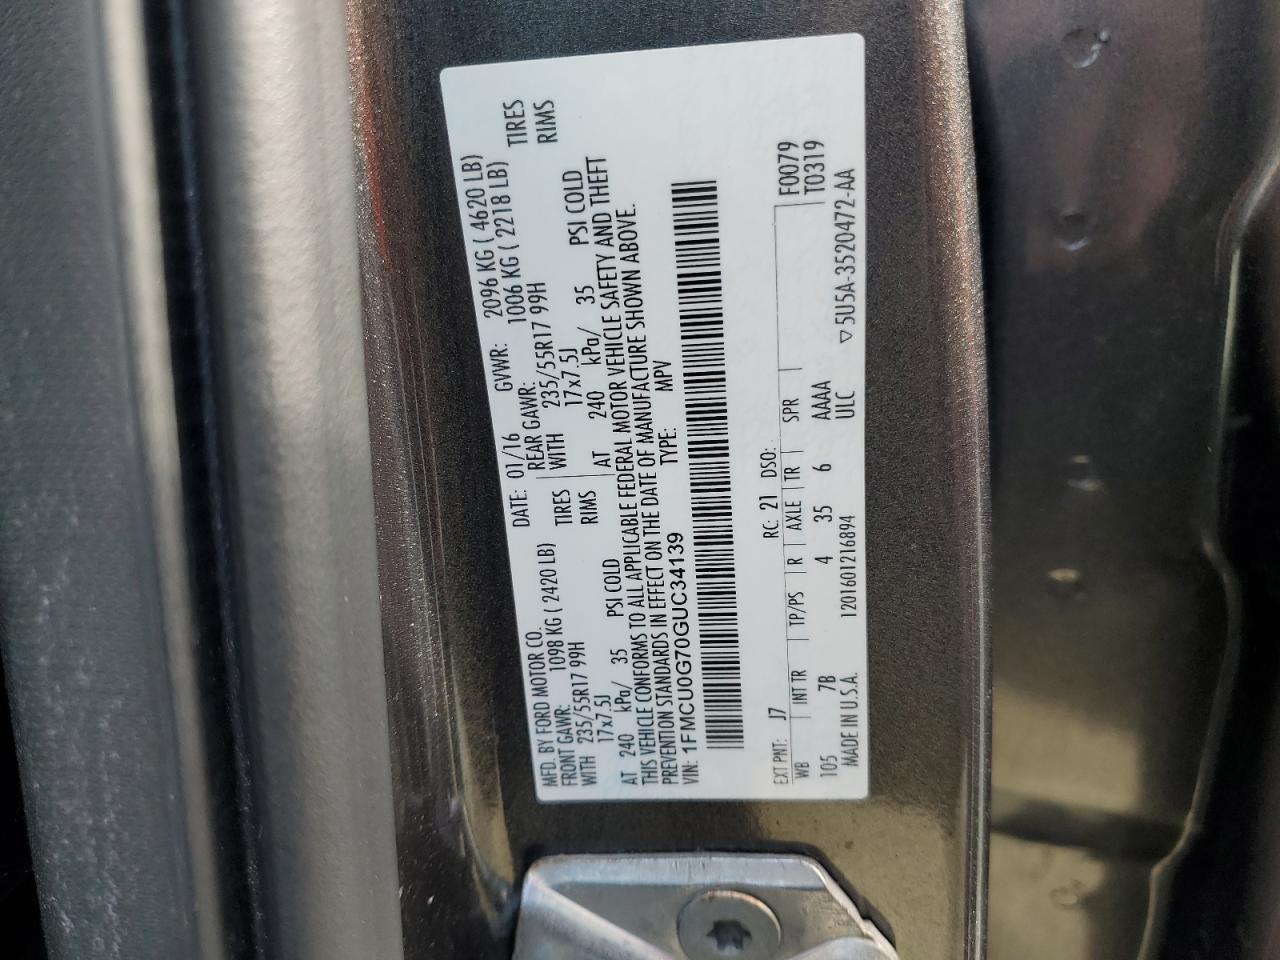 MFD. BY FORD MOTOR CO.
DATE: 01/16 GVWR: 2096 KG ( 4620 LB)
FRONT GAWR: 1098 KG ( 2420 LB) REAR GAWR: 1006 KG ( 2218 LB)
WITH 235/55R17 99H TIRES WITH 235/55R17 99H TIRES
17x7.5J RIMS 17x7.5J RIMS
AT 240 kPa/ 35 PSI COLD AT 240 kPa/ 35 PSI COLD
THIS VEHICLE CONFORMS TO ALL APPLICABLE FEDERAL MOTOR VEHICLE SAFETY AND THEFT
PREVENTION STANDARDS IN EFFECT ON THE DATE OF MANUFACTURE SHOWN ABOVE.
VIN: 1FMCU0G70GUC34139 TYPE: MPV
F0079
EXT PNT: J7 RC: 21 DSO: T0319
WB INT TR TP/PS R AXLE TR SPR
105 7B 4 35 6 AAAA
MADE IN U.S.A. 1201601216894 ULC ▽5U5A-3520472-AA